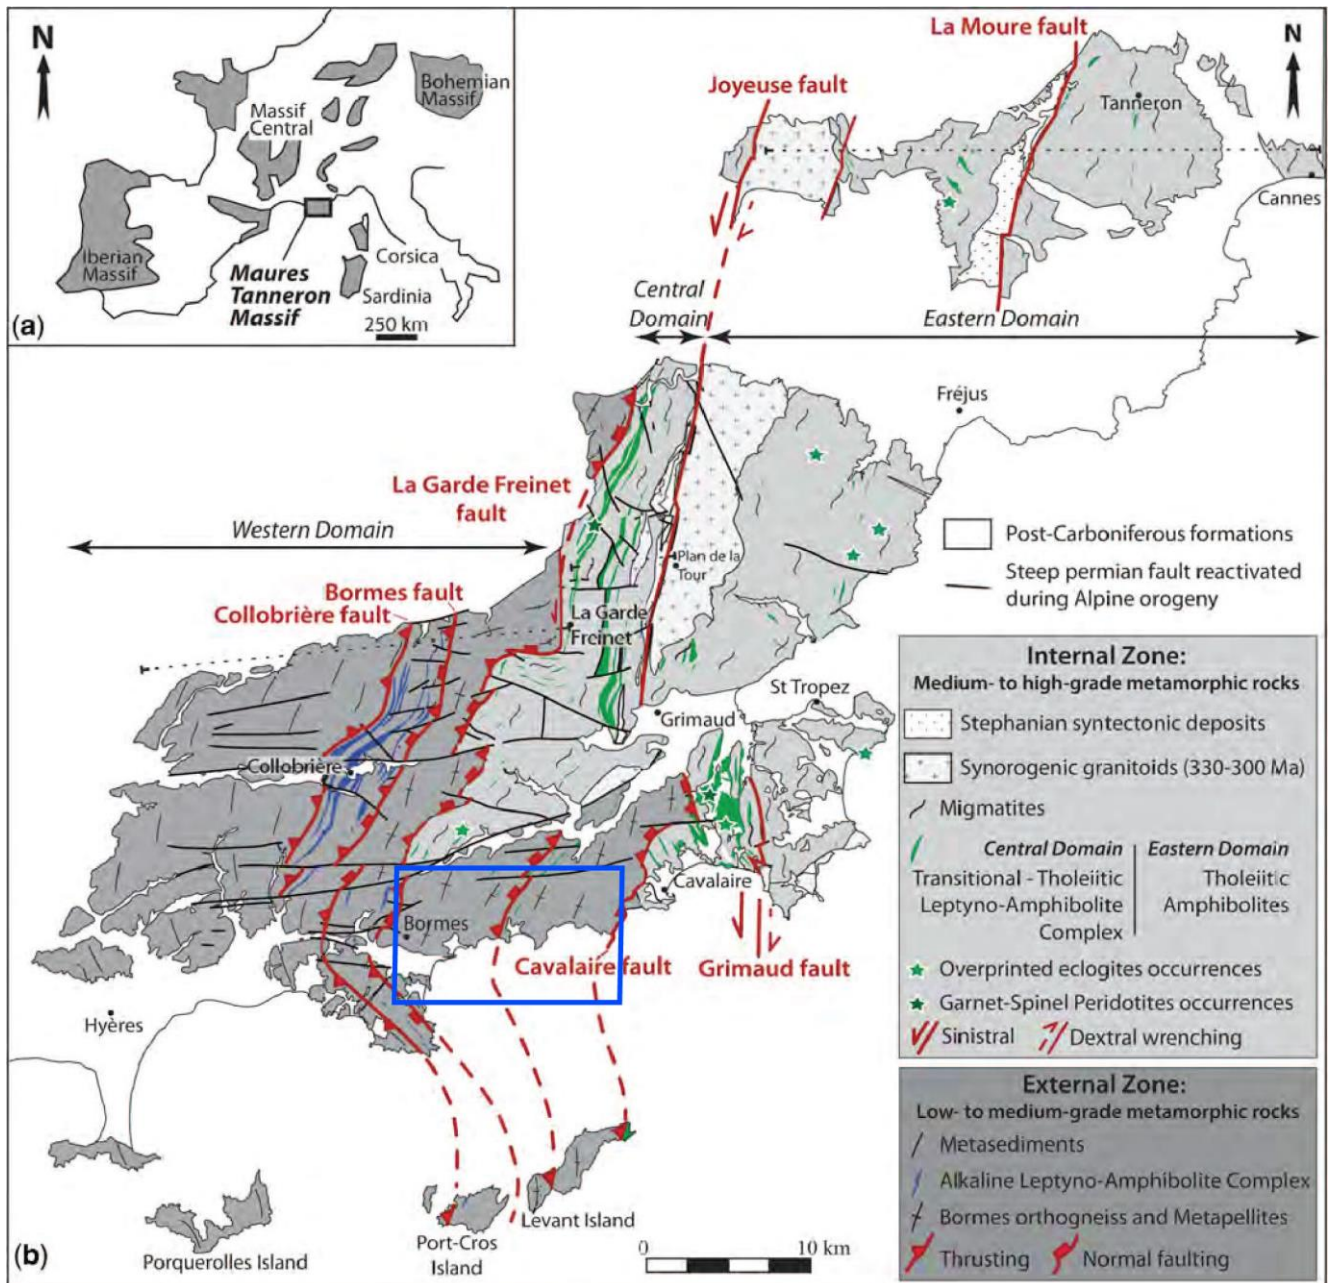 N
Bohemian
Massif
Massif
Central
Iberian
Massif
Corsica
Maures
Tanneron
Massif
Sardinia
250 km
(a)
La Moure fault
N
Joyeuse fault
Tanneron
Cannes
Central
Domain
Eastern Domain
Fréjus
La Garde Freinet
fault
Western Domain
Plan de la
Tour
Bormes fault
Collobrière fault
La Garde
Freinet
St Tropez
Grimaud
Collobrière
Cavalaire
Bormes
Cavalaire fault
Grimaud fault
Hyères
Levant Island
Port-Cros
Island
Porquerolles Island
(b)
0
10 km
Post-Carboniferous formations
Steep permian fault reactivated
during Alpine orogeny
Internal Zone:
Medium- to high-grade metamorphic rocks
Stephanian syntectonic deposits
Synorogenic granitoids (330-300 Ma)
Migmatites
Central Domain
Eastern Domain
Transitional - Tholeiitic
Tholeiitic
Leptyno-Amphibolite
Amphibolites
Complex
Overprinted eclogites occurrences
Garnet-Spinel Peridotites occurrences
Sinistral
Dextral wrenching
External Zone:
Low- to medium-grade metamorphic rocks
Metasediments
Alkaline Leptyno-Amphibolite Complex
Bormes orthogneiss and Metapellites
Thrusting
Normal faulting